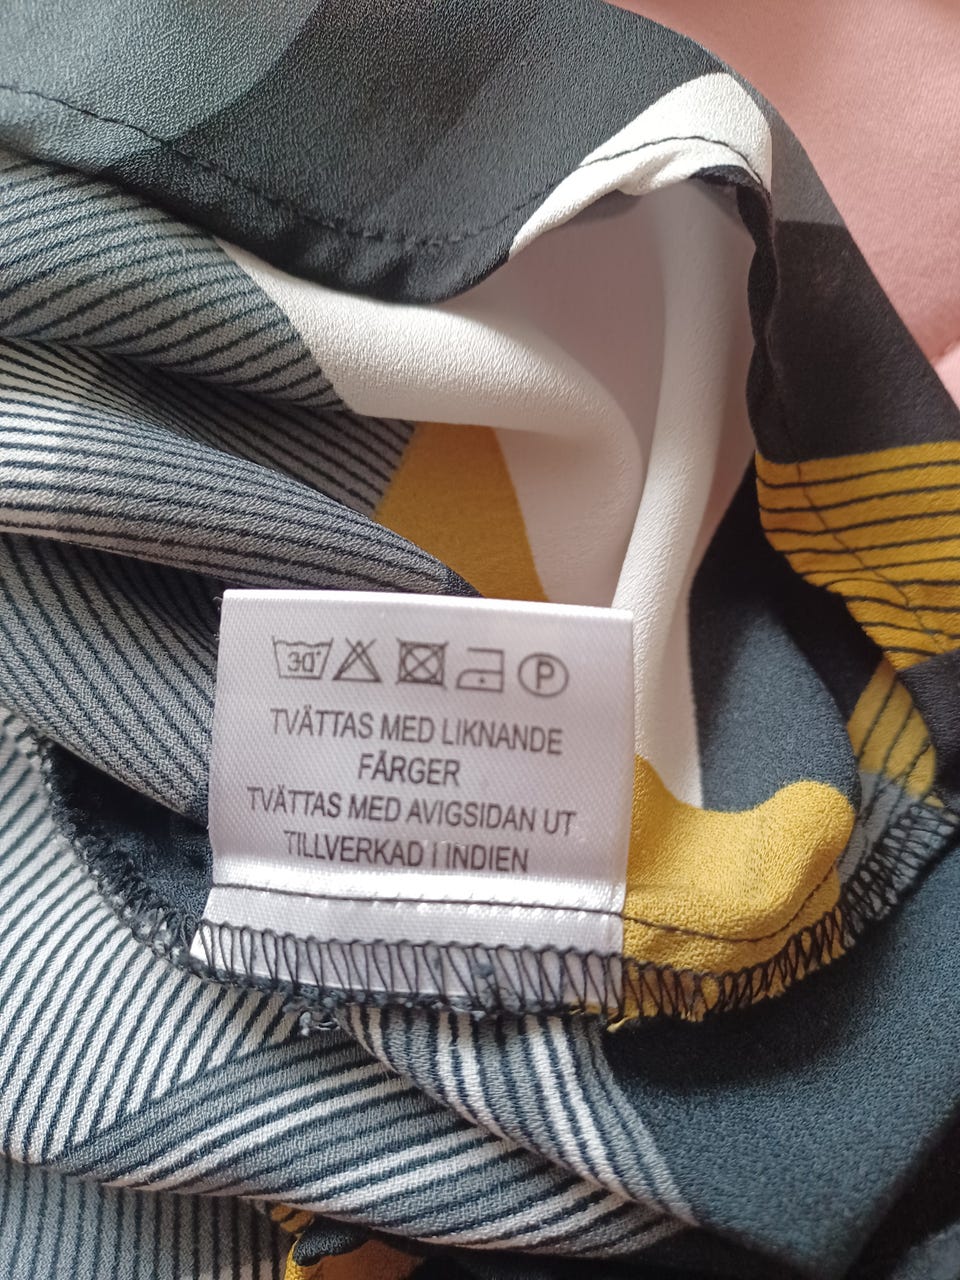 30° P
TVÄTTAS MED LIKNANDE
FÄRGER
TVÄTTAS MED AVIGSIDAN UT
TILLVERKAD I INDIEN